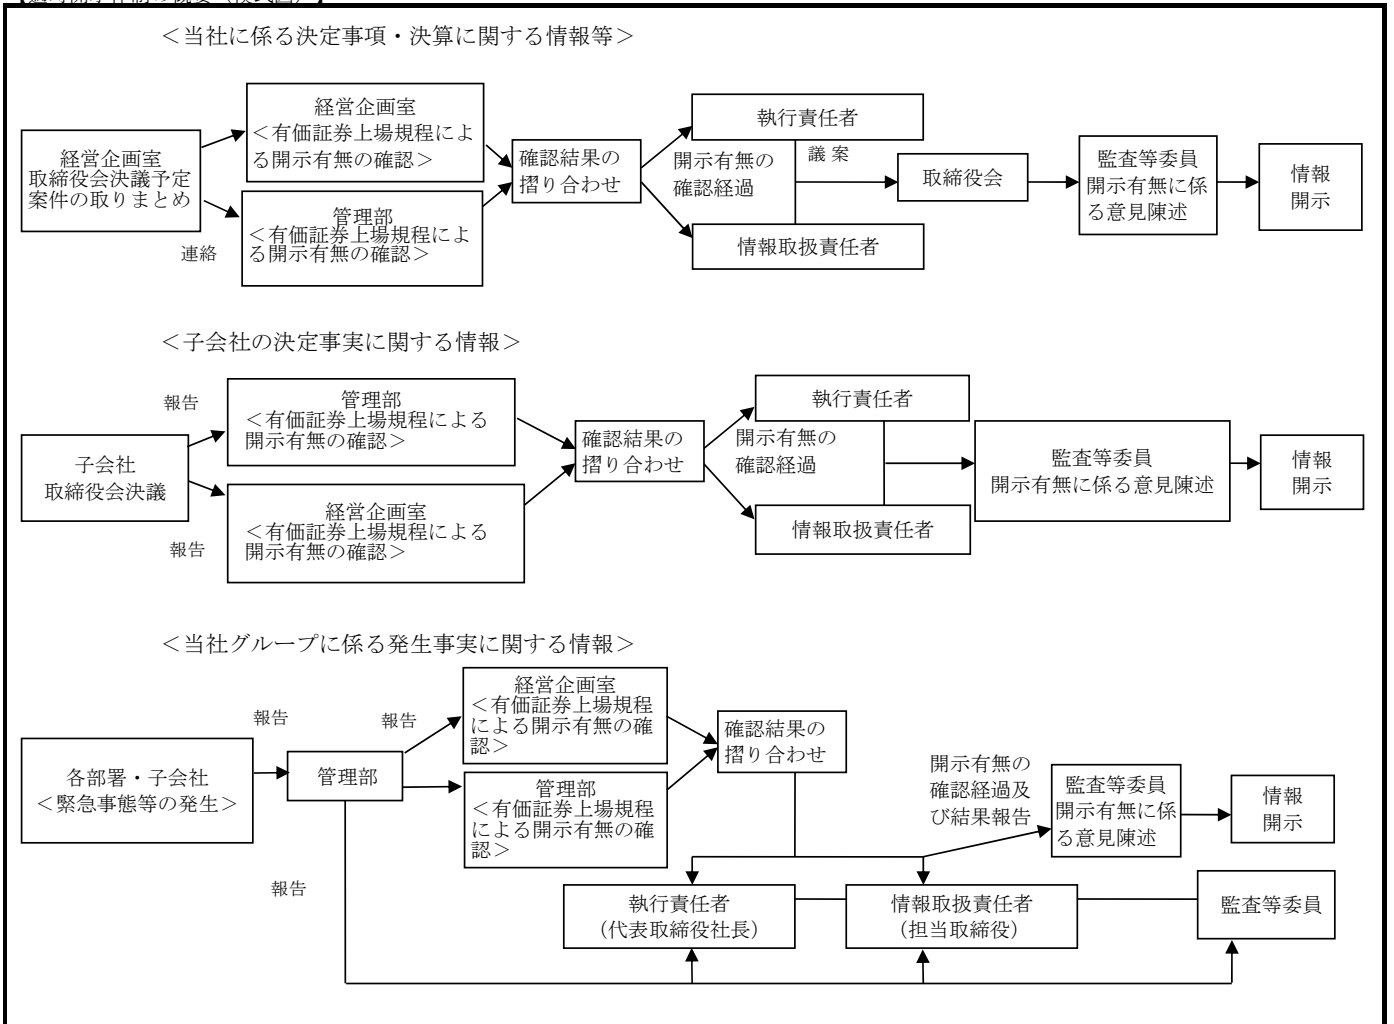 【適時開示体制の概要（模式図）】
＜当社に係る決定事項・決算に関する情報等＞
経営企画室
取締役会決議予定
案件の取りまとめ
連絡
経営企画室
＜有価証券上場規程によ
る開示有無の確認＞
管理部
＜有価証券上場規程によ
る開示有無の確認＞
確認結果の
摺り合わせ
執行責任者
開示有無の
確認経過
議 案
情報取扱責任者
取締役会
監査等委員
開示有無に係
る意見陳述
情報
開示
＜子会社の決定事実に関する情報＞
子会社
取締役会決議
報告
報告
管理部
＜有価証券上場規程による
開示有無の確認＞
経営企画室
＜有価証券上場規程による
開示有無の確認＞
確認結果の
摺り合わせ
執行責任者
開示有無の
確認経過
情報取扱責任者
監査等委員
開示有無に係る意見陳述
情報
開示
＜当社グループに係る発生事実に関する情報＞
各部署・子会社
＜緊急事態等の発生＞
報告
管理部
報告
経営企画室
＜有価証券上場規程
による開示有無の確
認＞
管理部
＜有価証券上場規程
による開示有無の確
認＞
確認結果の
摺り合わせ
開示有無の
確認経過及
び結果報告
監査等委員
開示有無に係
る意見陳述
情報
開示
報告
執行責任者
（代表取締役社長）
情報取扱責任者
（担当取締役）
監査等委員